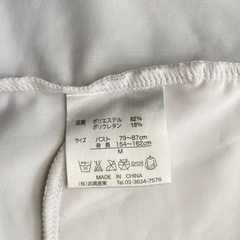 品質 ポリエステル 82%
ポリウレタン 18%
サイズ バスト 79~87cm
身長 154~162cm
M
MADE IN CHINA
(株)武蔵産業 Tel.03-3634-7576